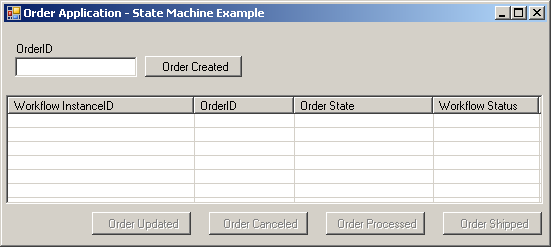 Order Application - State Machine Example
OrderID
Order Created
Workflow InstanceID OrderID Order State Workflow Status
Order Updated Order Canceled Order Processed Order Shipped